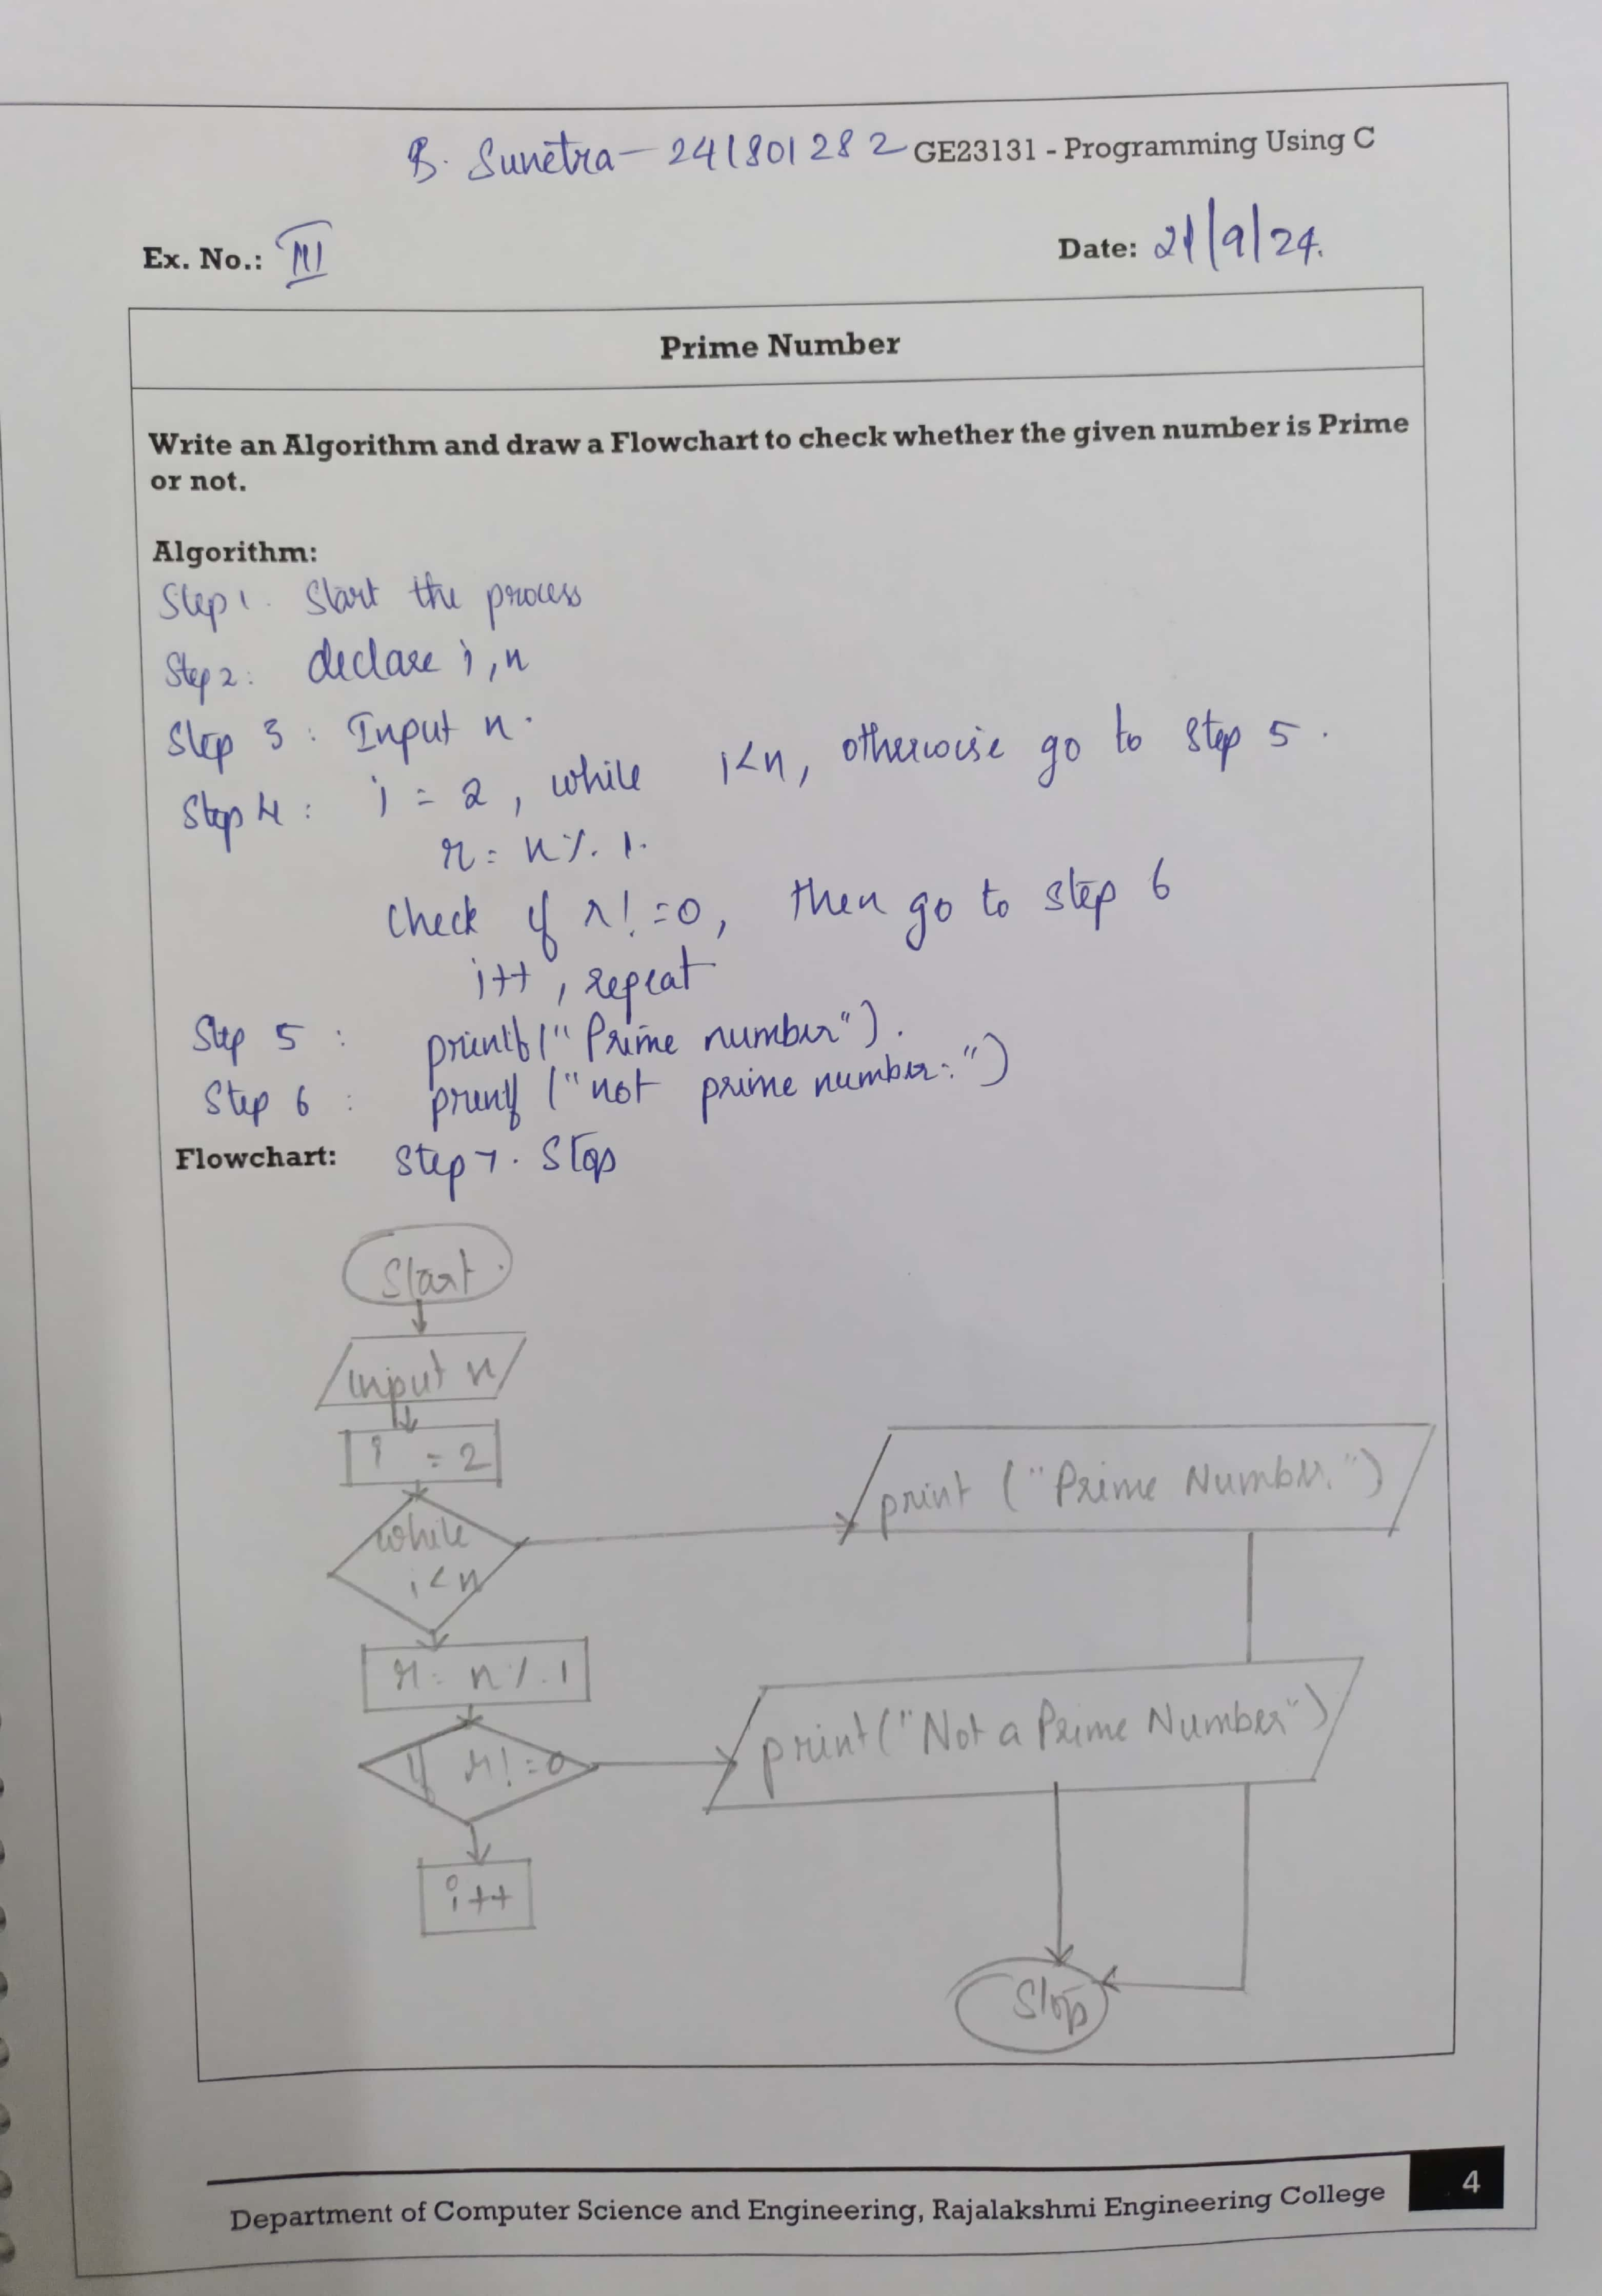 B. Sunetra - 241801282 GE23131 - Programming Using C
Ex. No.: III Date: 21/9/24.
Prime Number
Write an Algorithm and draw a Flowchart to check whether the given number is Prime
or not.
Algorithm:
Step 1. Start the process
Step 2: declare i, n
Step 3: Input n.
Step 4: i = 2, while i<n, otherwise go to step 5.
r = n % 1.
Check if r! =0, then go to step 6
i++, repeat
Step 5: printf ("Prime number").
Step 6: printf ("not prime number:")
Flowchart: Step 7. Stop
Start.
input n
i = 2
while
i<n
print ("Prime Number.")
r = n % 1
if r! =0
print("Not a Prime Number")
i++
Stop
Department of Computer Science and Engineering, Rajalakshmi Engineering College 4